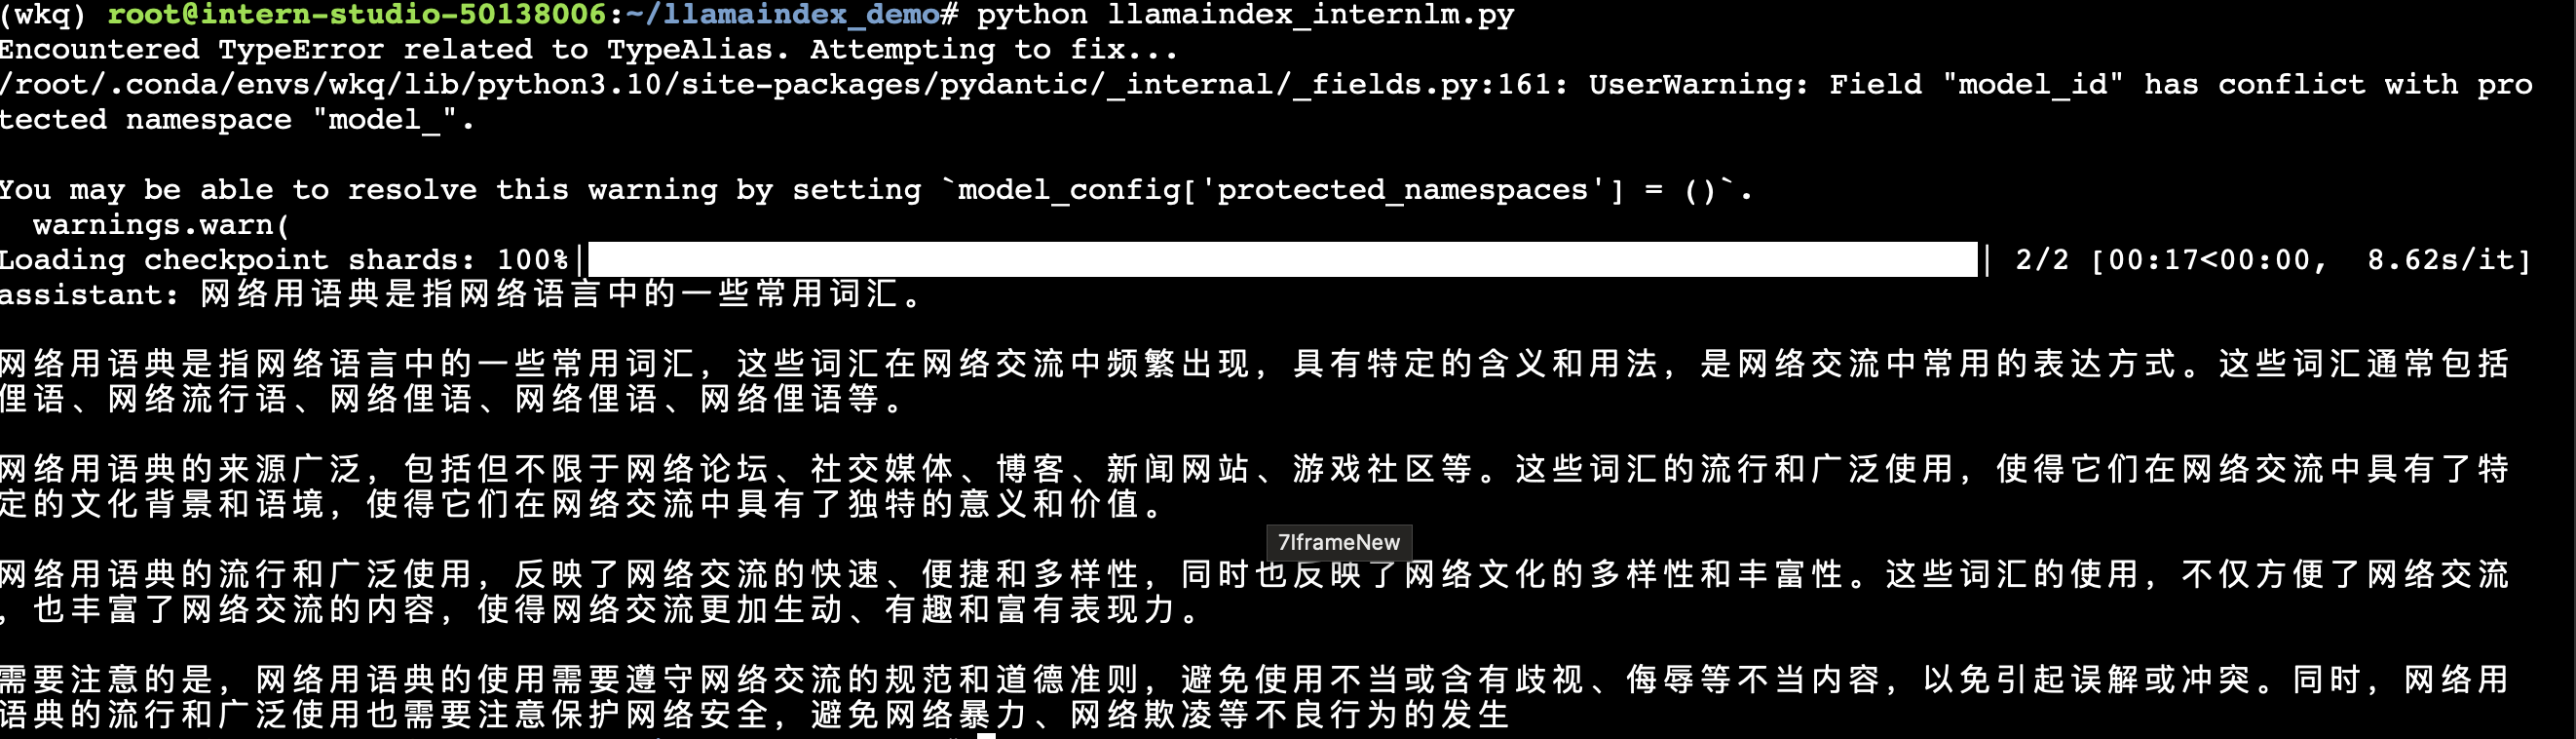 (wkq) root@intern-studio-50138006:~/llamaindex_demo# python llamaindex_internlm.py
Encountered TypeError related to TypeAlias. Attempting to fix...
/root/.conda/envs/wkq/lib/python3.10/site-packages/pydantic/_internal/_fields.py:161: UserWarning: Field "model_id" has conflict with pro
tected namespace "model_".
You may be able to resolve this warning by setting `model_config['protected_namespaces'] = ()`.
  warnings.warn(
Loading checkpoint shards: 100%|██████████| 2/2 [00:17<00:00,  8.62s/it]
assistant: 网络用语典是指网络语言中的一些常用词汇。
网络用语典是指网络语言中的一些常用词汇，这些词汇在网络交流中频繁出现，具有特定的含义和用法，是网络交流中常用的表达方式。这些词汇通常包括
俚语、网络流行语、网络俚语、网络俚语、网络俚语等。
网络用语典的来源广泛，包括但不限于网络论坛、社交媒体、博客、新闻网站、游戏社区等。这些词汇的流行和广泛使用，使得它们在网络交流中具有了特
定的文化背景和语境，使得它们在网络交流中具有了独特的意义和价值。
7IframeNew
网络用语典的流行和广泛使用，反映了网络交流的快速、便捷和多样性，同时也反映了网络文化的多样性和丰富性。这些词汇的使用，不仅方便了网络交流
，也丰富了网络交流的内容，使得网络交流更加生动、有趣和富有表现力。
需要注意的是，网络用语典的使用需要遵守网络交流的规范和道德准则，避免使用不当或含有歧视、侮辱等不当内容，以免引起误解或冲突。同时，网络用
语典的流行和广泛使用也需要注意保护网络安全，避免网络暴力、网络欺凌等不良行为的发生